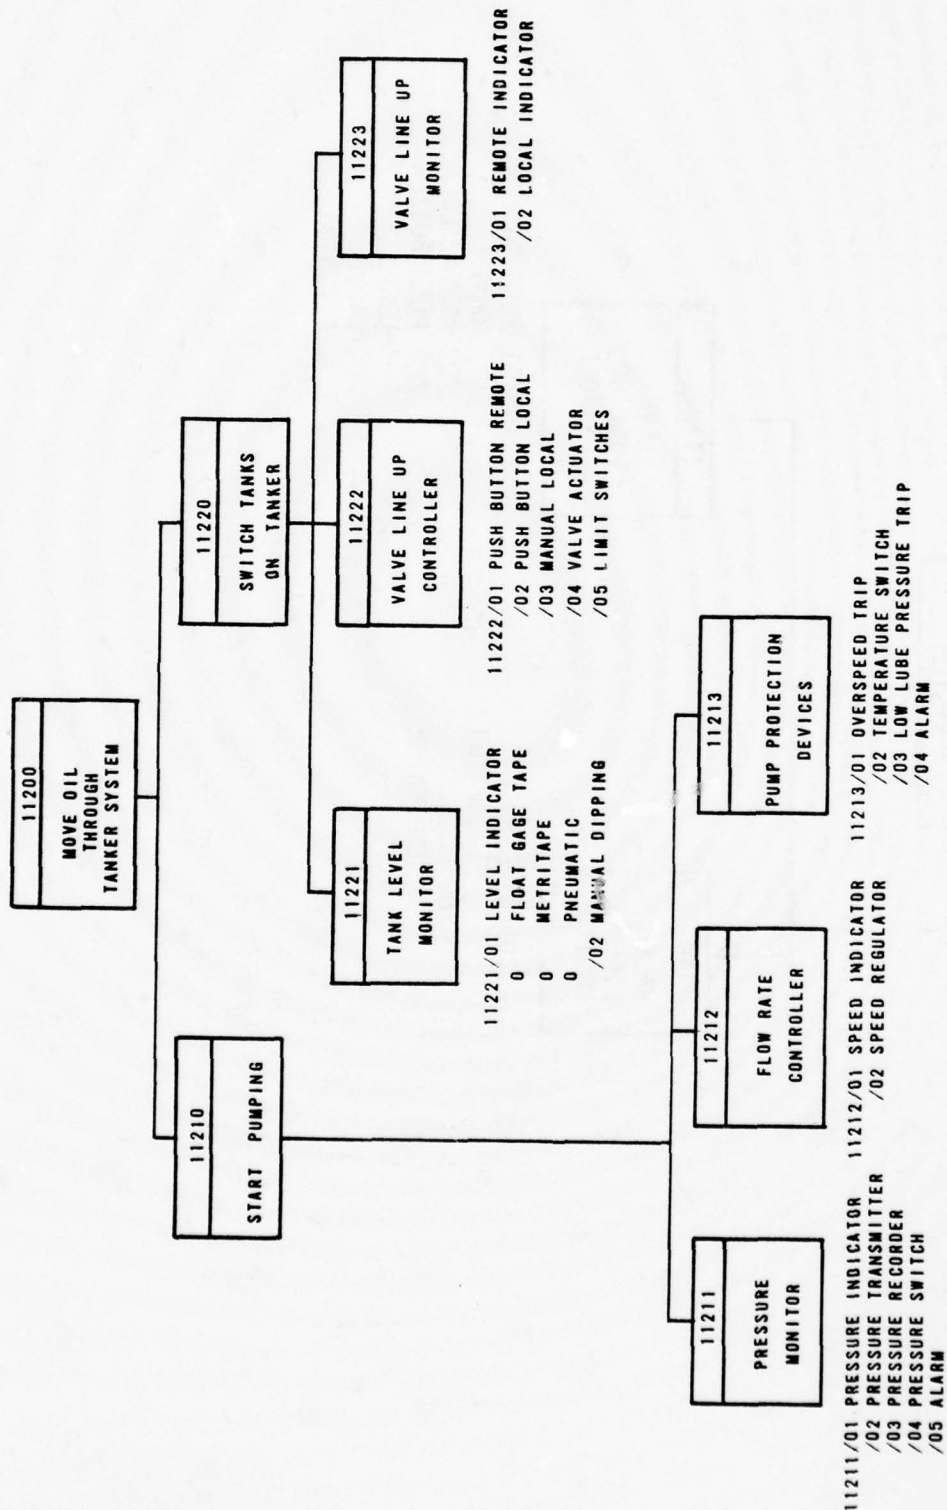 11200
MOVE OIL
THROUGH
TANKER SYSTEM
11210
START PUMPING
11220
SWITCH TANKS
ON TANKER
11221
TANK LEVEL
MONITOR
11221/01 LEVEL INDICATOR
O FLOAT GAGE TAPE
O METRITAPE
O PNEUMATIC
/02 MANUAL DIPPING
11222
VALVE LINE UP
CONTROLLER
11222/01 PUSH BUTTON REMOTE
/02 PUSH BUTTON LOCAL
/03 MANUAL LOCAL
/04 VALVE ACTUATOR
/05 LIMIT SWITCHES
11223
VALVE LINE UP
MONITOR
11223/01 REMOTE INDICATOR
/02 LOCAL INDICATOR
11211
PRESSURE
MONITOR
11211/01 PRESSURE INDICATOR
/02 PRESSURE TRANSMITTER
/03 PRESSURE RECORDER
/04 PRESSURE SWITCH
/05 ALARM
11212
FLOW RATE
CONTROLLER
11212/01 SPEED INDICATOR
/02 SPEED REGULATOR
11213
PUMP PROTECTION
DEVICES
11213/01 OVERSPEED TRIP
/02 TEMPERATURE SWITCH
/03 LOW LUBE PRESSURE TRIP
/04 ALARM